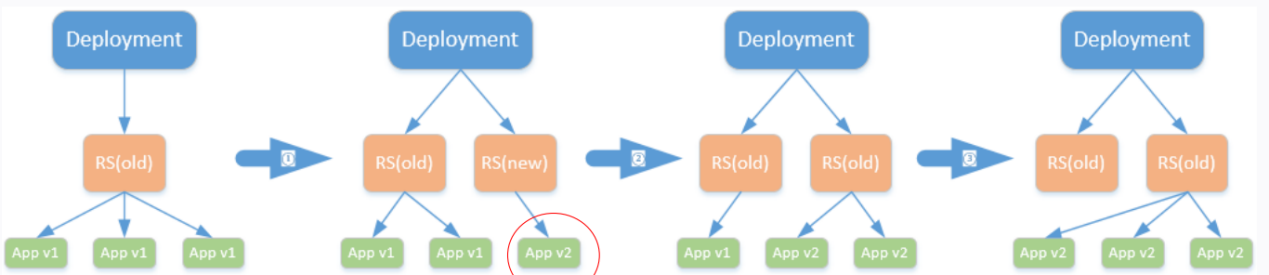 Deployment Deployment Deployment Deployment
RS(old) ① RS(old) RS(new) ② RS(old) RS(old) ③ RS(old) RS(old)
App v1 App v1 App v1 App v1 App v1 App v2 App v1 App v2 App v2 App v2 App v2 App v2